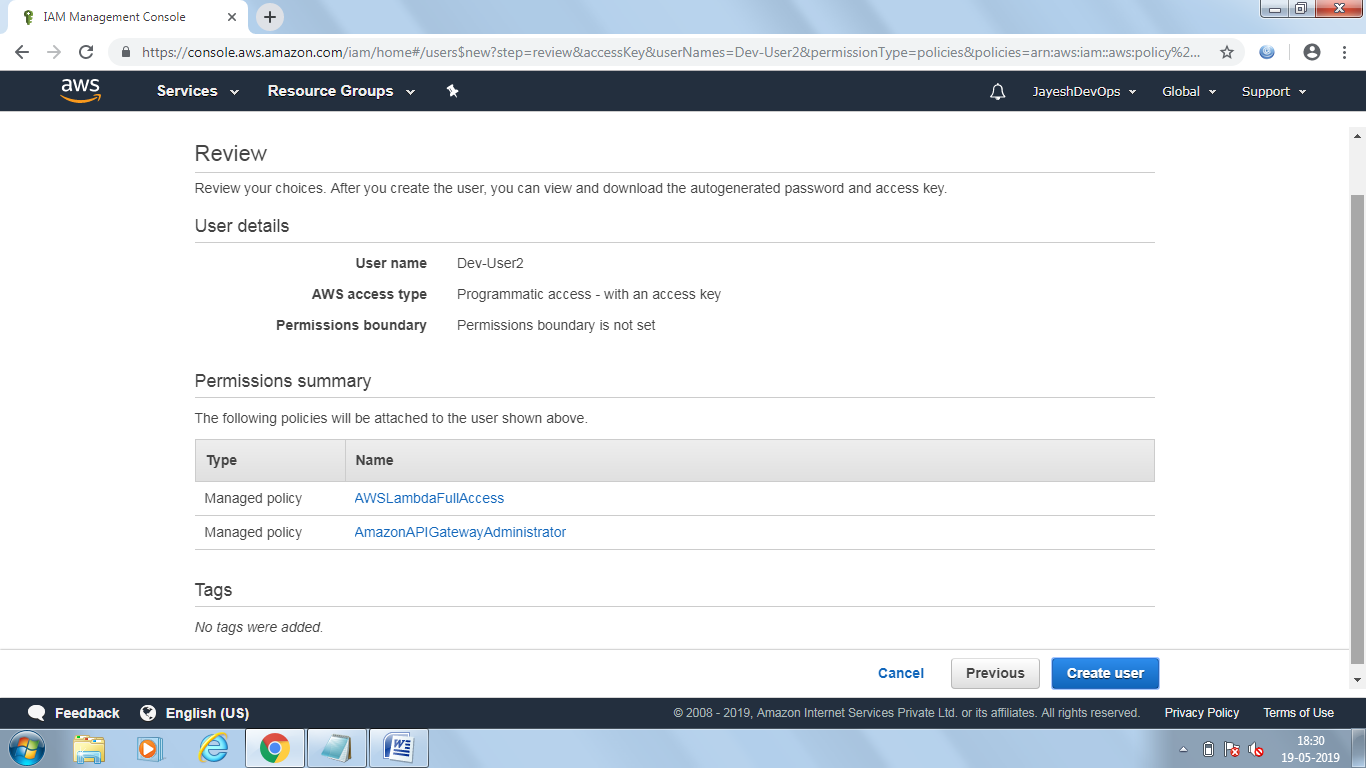 IAM Management Console
https://console.aws.amazon.com/iam/home#/users$new?step=review&accessKey&userNames=Dev-User2&permissionType=policies&policies=arn:aws:iam::aws:policy%2...
aws Services Resource Groups JayeshDevOps Global Support
Review
Review your choices. After you create the user, you can view and download the autogenerated password and access key.
User details
User name Dev-User2
AWS access type Programmatic access - with an access key
Permissions boundary Permissions boundary is not set
Permissions summary
The following policies will be attached to the user shown above.
Type Name
Managed policy AWSLambdaFullAccess
Managed policy AmazonAPIGatewayAdministrator
Tags
No tags were added.
Cancel Previous Create user
Feedback English (US) © 2008 - 2019, Amazon Internet Services Private Ltd. or its affiliates. All rights reserved. Privacy Policy Terms of Use
18:30
19-05-2019